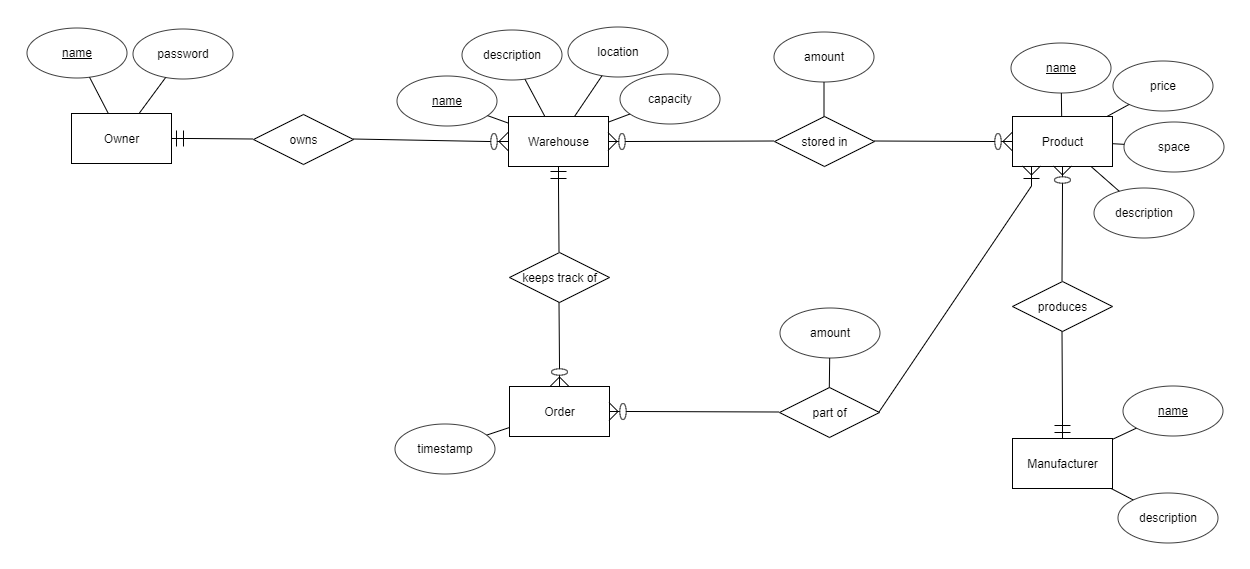 name
password
Owner
owns
name
description
location
capacity
Warehouse
amount
stored in
name
price
space
description
Product
keeps track of
produces
Order
timestamp
amount
part of
name
Manufacturer
description